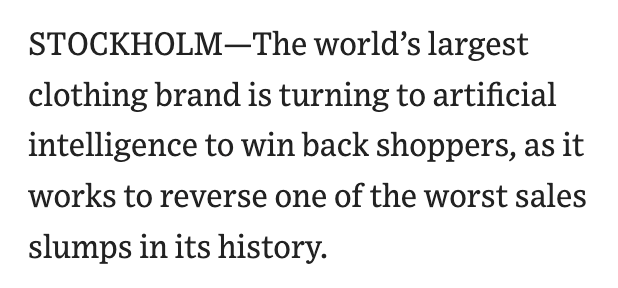 STOCKHOLM—The world’s largest
clothing brand is turning to artificial
intelligence to win back shoppers, as it
works to reverse one of the worst sales
slumps in its history.